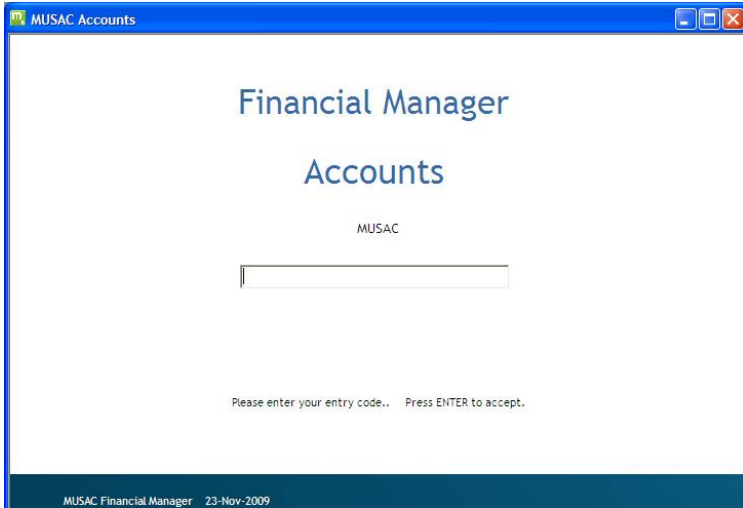 MUSAC Accounts
Financial Manager
Accounts
MUSAC
Please enter your entry code.. Press ENTER to accept.
MUSAC Financial Manager 23-Nov-2009